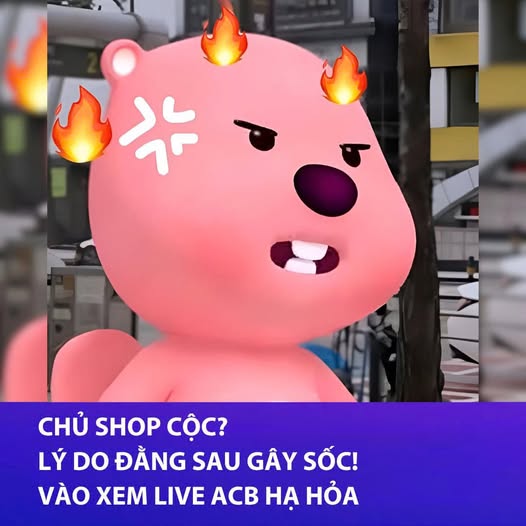 CHỦ SHOP CỘC?
LÝ DO ĐẰNG SAU GÂY SỐC!
VÀO XEM LIVE ACB HẠ HỎA